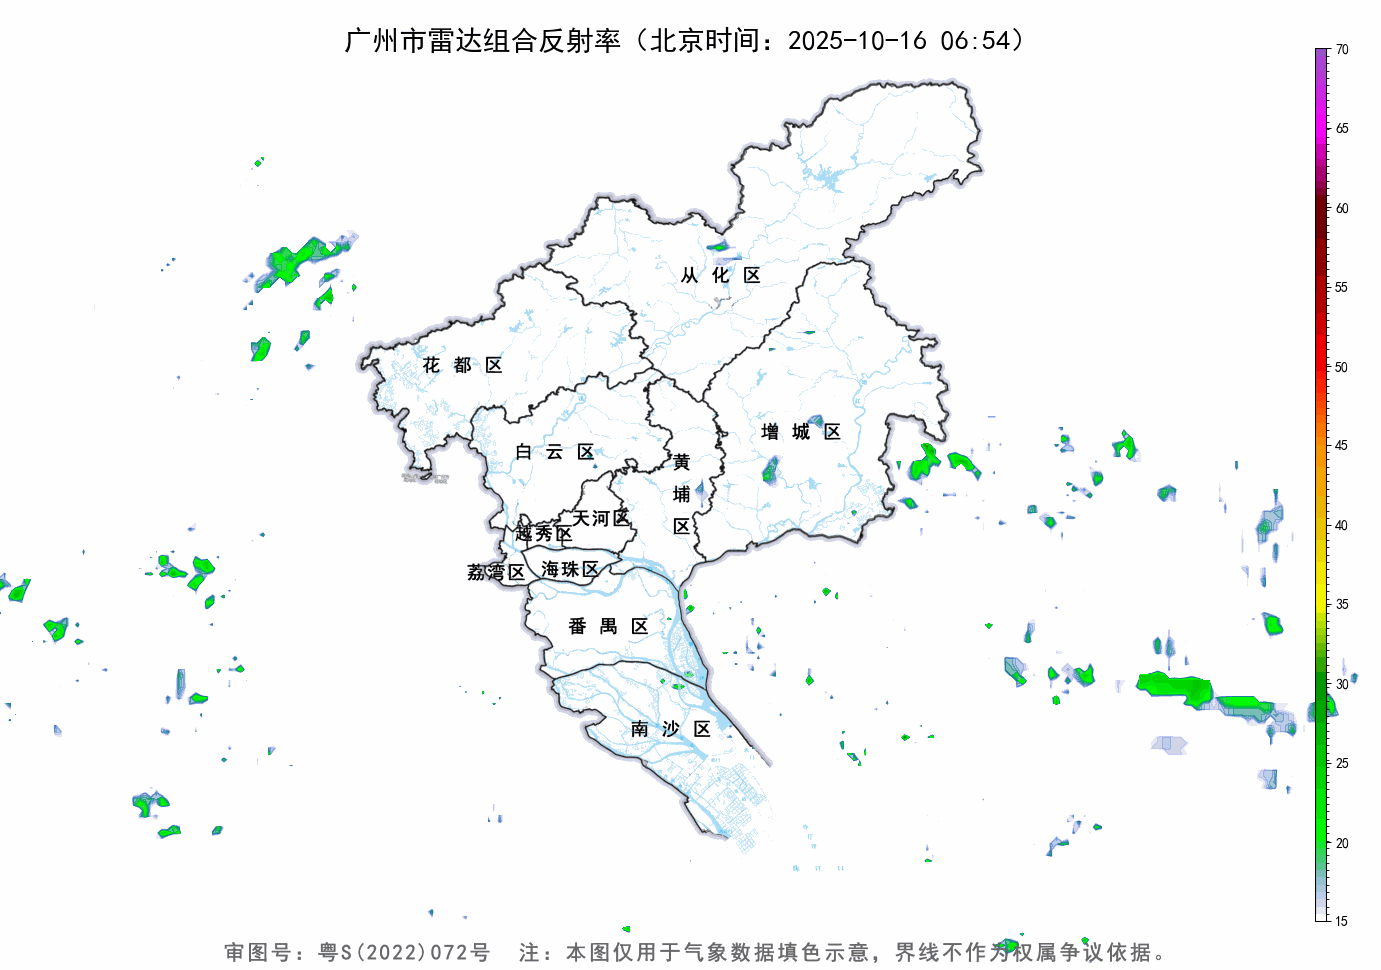 广州市雷达组合反射率（北京时间：2025-10-16 06:54）
70
65
60
55
50
45
40
35
30
25
20
15
从化区
花都区
增城区
白云区
黄埔区
天河区
越秀区
荔湾区
海珠区
番禺区
南沙区
审图号：粤S(2022)072号 注：本图仅用于气象数据填色示意，界线不作为权属争议依据。